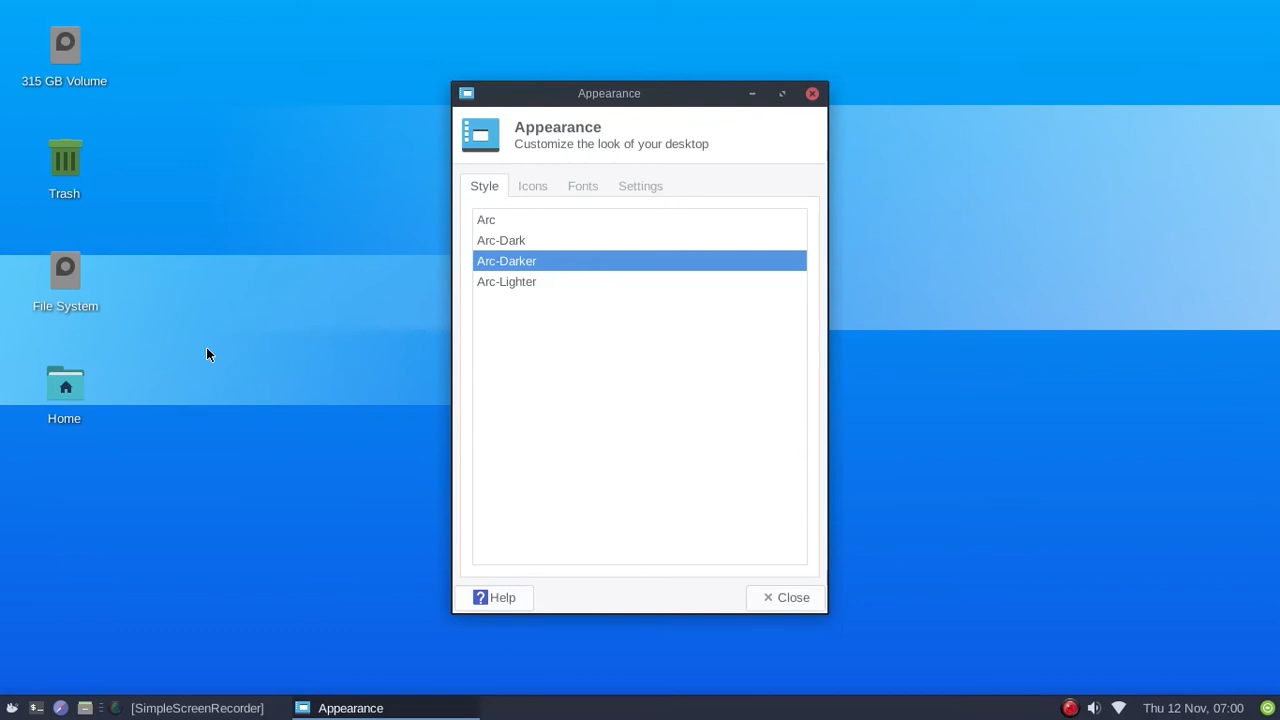 315 GB Volume
Trash
File System
Home
Appearance
Appearance
Customize the look of your desktop
Style Icons Fonts Settings
Arc
Arc-Dark
Arc-Darker
Arc-Lighter
? Help
Close
[SimpleScreenRecorder]
Appearance
Thu 12 Nov, 07:00